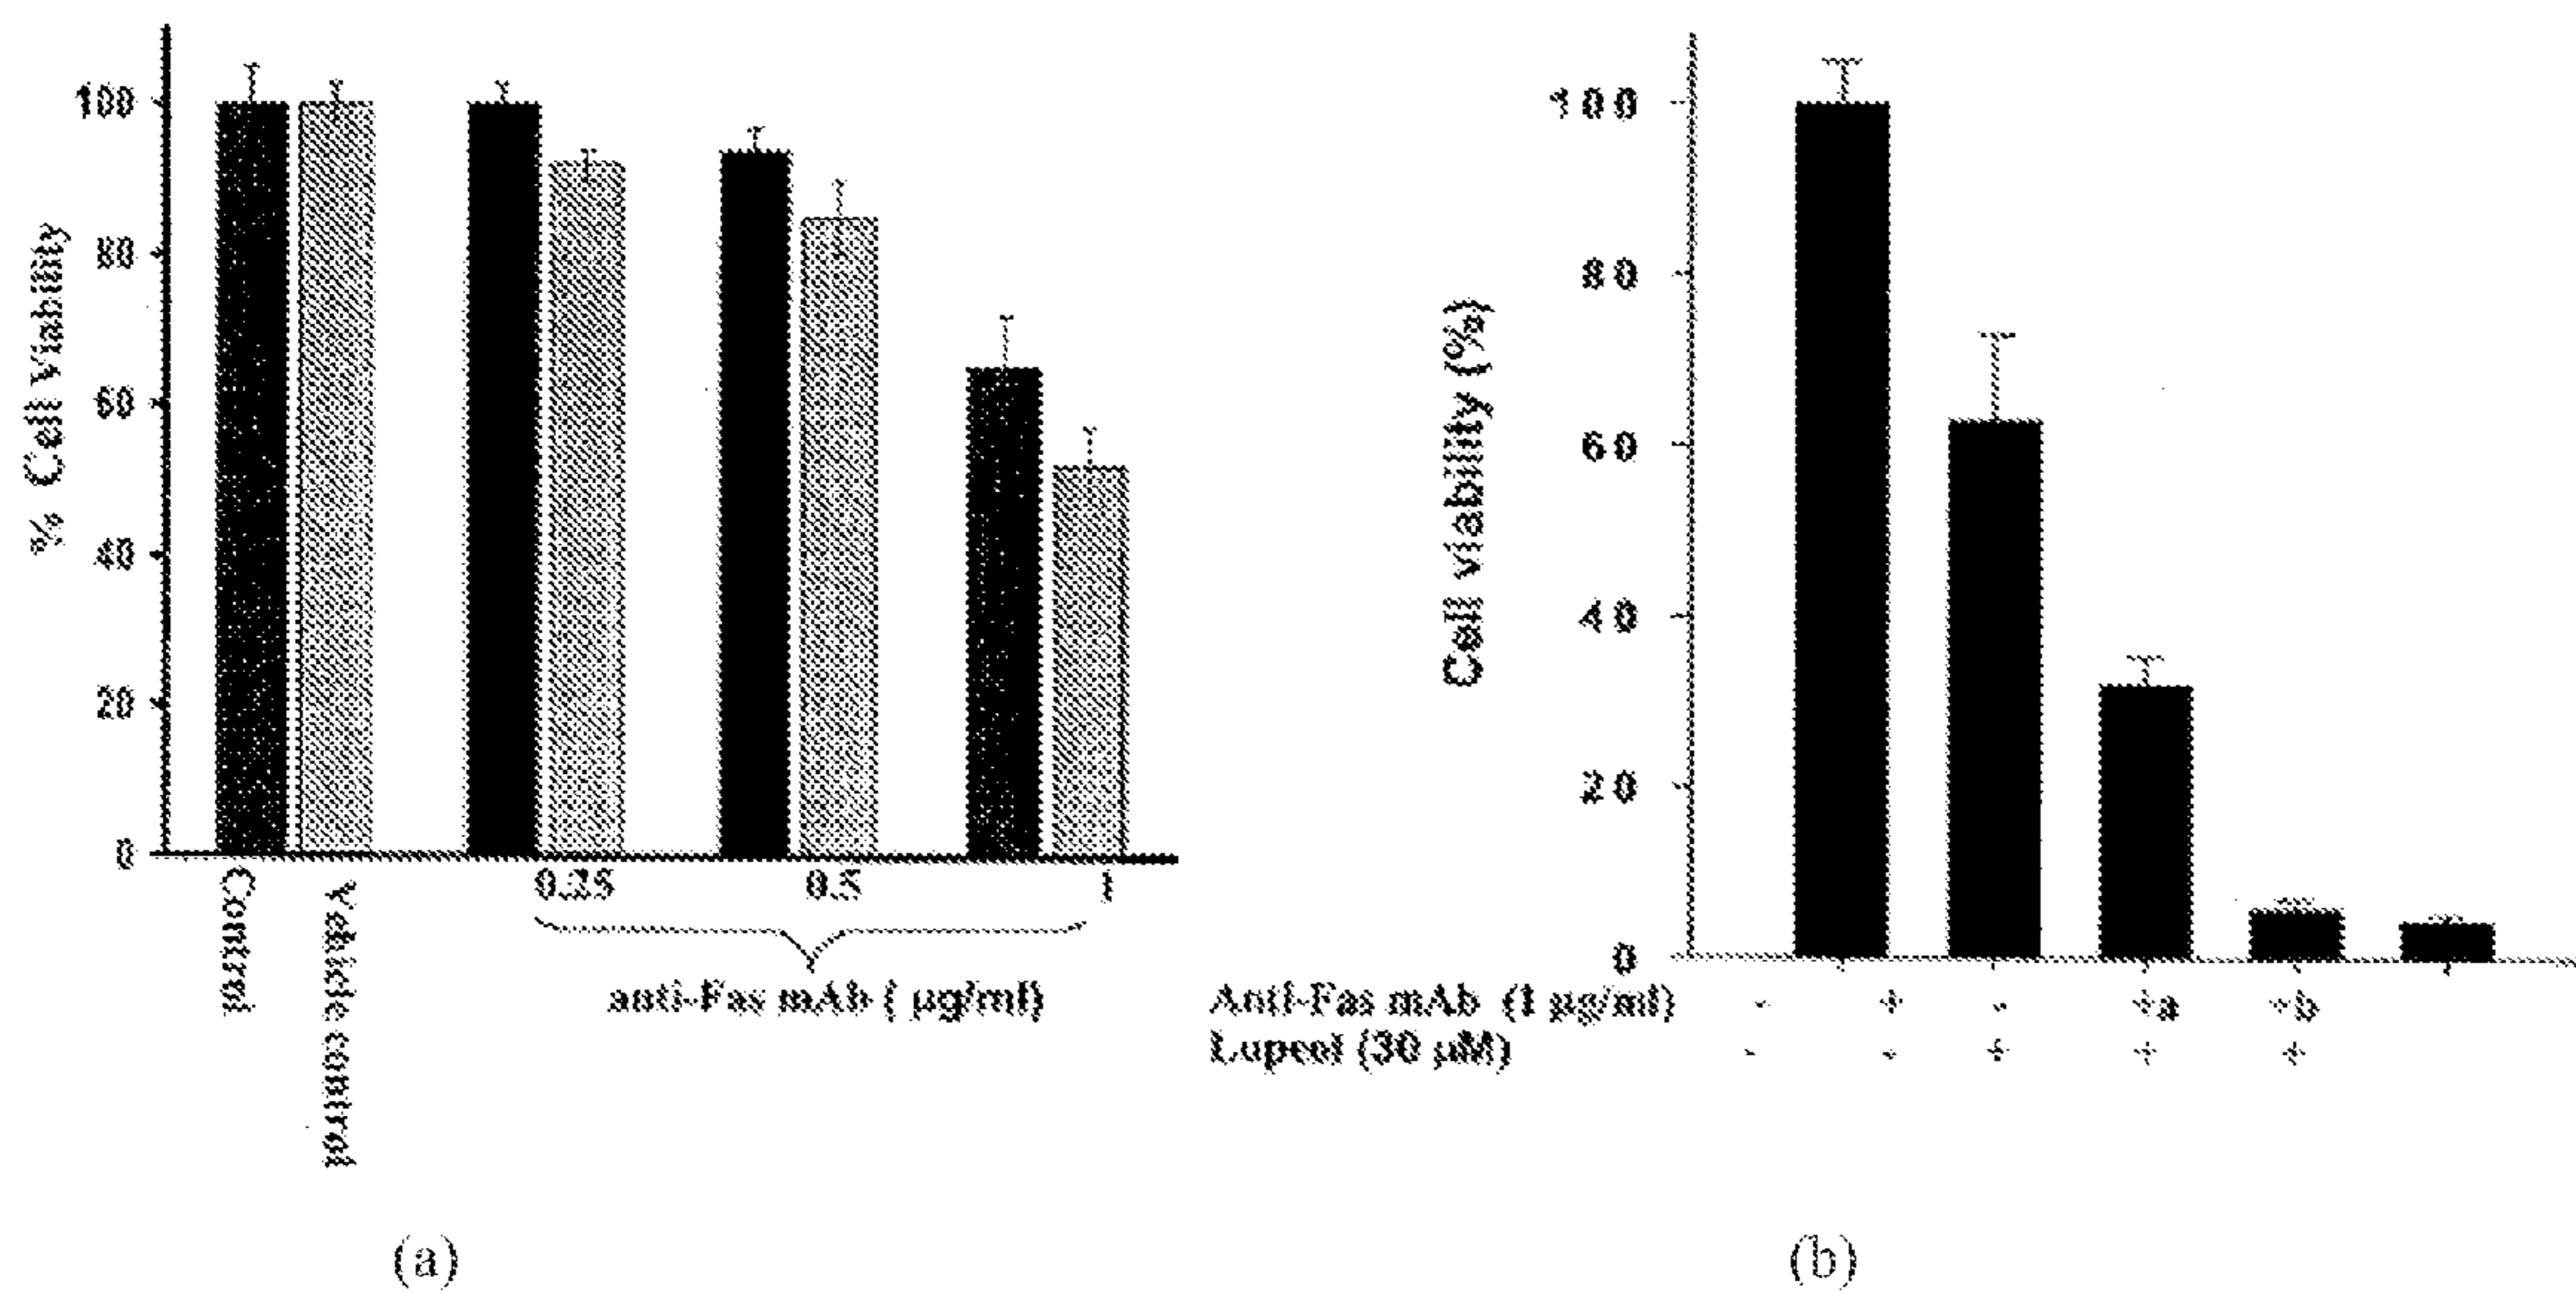 % Cell Viability
100
80
60
40
20
0
Control
Vehicle control
0.25
0.5
1
anti-Fas mAb ( µg/ml)
(a)
Cell viability (%)
100
80
60
40
20
0
Anti-Fas mAb (1 µg/ml) - + - +a +b
Lupeol (30 µM) - - + + +
(b)